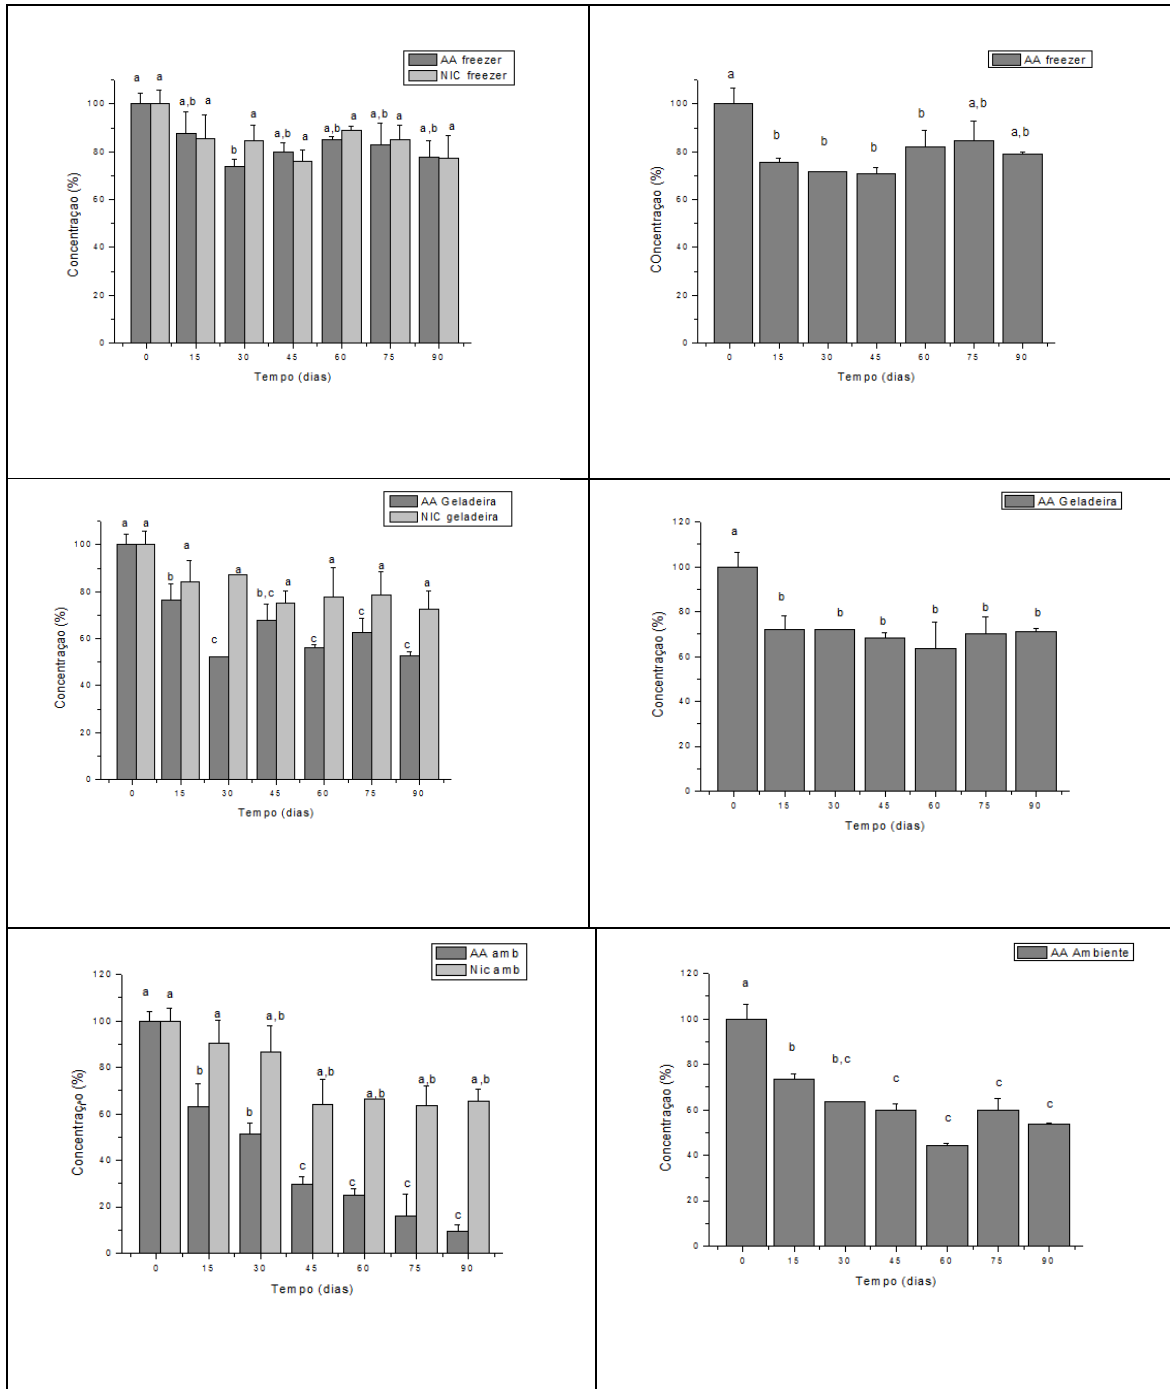 AA freezer
NIC freezer
a a a,b a a a,b a a,b a,b a a,b a
b a
100
80
60
40
20
0
Concentraçao (%)
0 15 30 45 60 75 90
Tempo (dias)
AA freezer
a
b b b b a,b a,b
100
80
60
40
20
0
COncentraçao (%)
0 15 30 45 60 75 90
Tempo (dias)
AA Geladeira
NIC geladeira
a a a a a a a
b b,c a
c c c c
100
80
60
40
20
0
Concentraçao (%)
0 15 30 45 60 75 90
Tempo (dias)
AA Geladeira
a
b b b b b b
120
100
80
60
40
20
0
Concentraçao (%)
0 15 30 45 60 75 90
Tempo (dias)
AA amb
Nic amb
a a a a,b
b a,b a,b a,b a,b
b
c c c c
120
100
80
60
40
20
0
0 15 30 45 60 75 90
Tempo (dias)
AA Ambiente
a
b b,c c c c c
120
100
80
60
40
20
0
Concentraçao (%)
0 15 30 45 60 75 90
Tempo (dias)